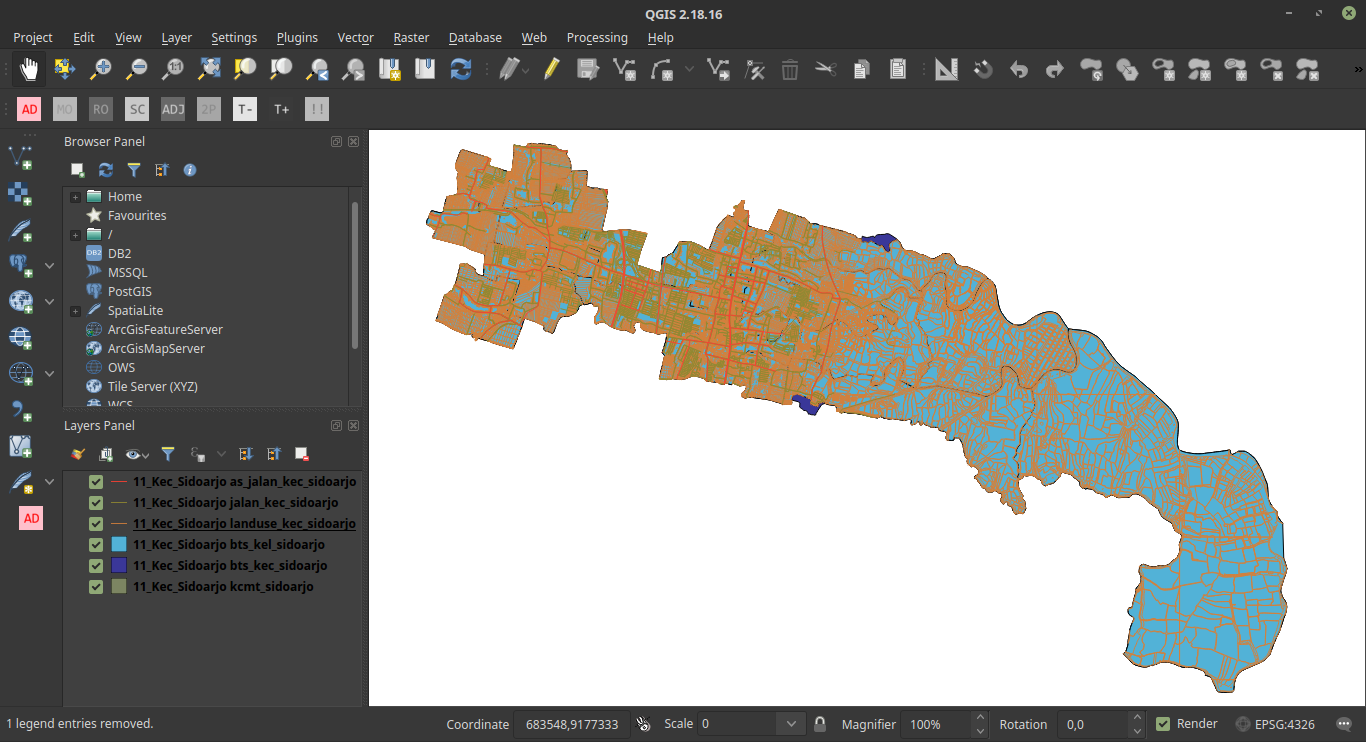 QGIS 2.18.16
Project Edit View Layer Settings Plugins Vector Raster Database Web Processing Help
1:1
»
AD MO RO SC ADJ 2P T- T+ !!
Browser Panel
Home
Favourites
/
DB2 DB2
MSSQL
PostGIS
SpatiaLite
ArcGisFeatureServer
ArcGisMapServer
OWS
Tile Server (XYZ)
WCS
Layers Panel
11_Kec_Sidoarjo as_jalan_kec_sidoarjo
11_Kec_Sidoarjo jalan_kec_sidoarjo
11_Kec_Sidoarjo landuse_kec_sidoarjo
11_Kec_Sidoarjo bts_kel_sidoarjo
11_Kec_Sidoarjo bts_kec_sidoarjo
11_Kec_Sidoarjo kcmt_sidoarjo
AD
1 legend entries removed. Coordinate 683548,9177333 Scale 0 Magnifier 100% Rotation 0,0 Render EPSG:4326